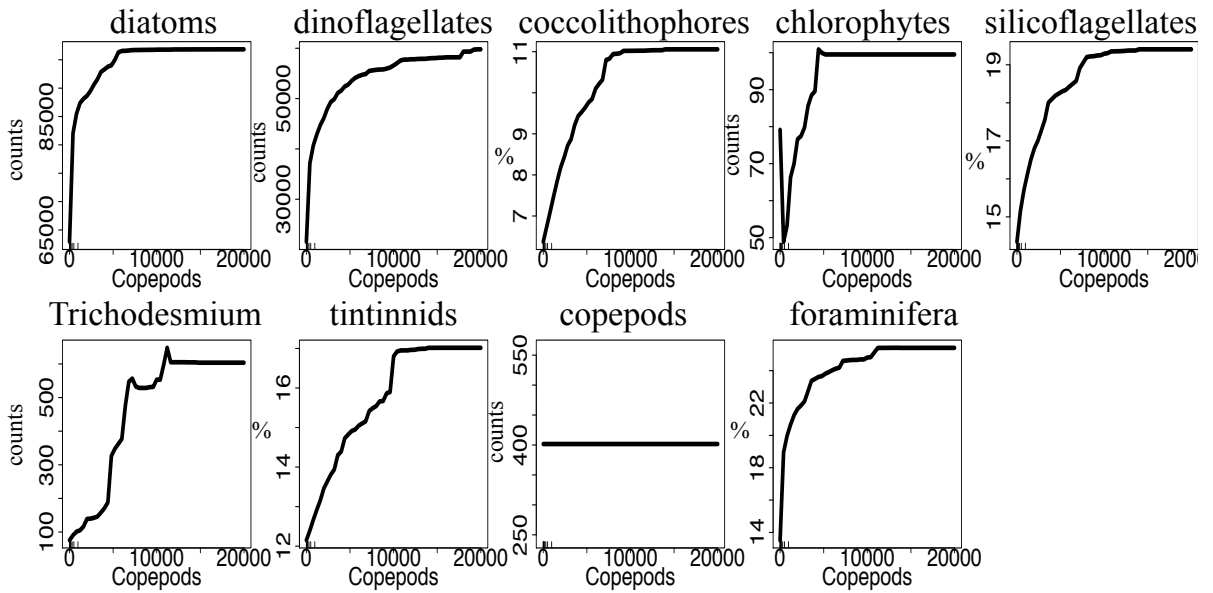 diatoms
counts
65000
85000
0
10000
20000
Copepods
dinoflagellates
counts
30000
50000
0
10000
20000
Copepods
coccolithophores
%
7
8
9
11
0
10000
20000
Copepods
chlorophytes
counts
50
70
90
0
10000
20000
Copepods
silicoflagellates
%
15
17
19
0
10000
Copepods
Trichodesmium
counts
100
300
500
0
10000
20000
Copepods
tintinnids
%
12
14
16
0
10000
20000
Copepods
copepods
counts
250
400
550
0
10000
20000
Copepods
foraminifera
%
14
18
22
0
10000
20000
Copepods